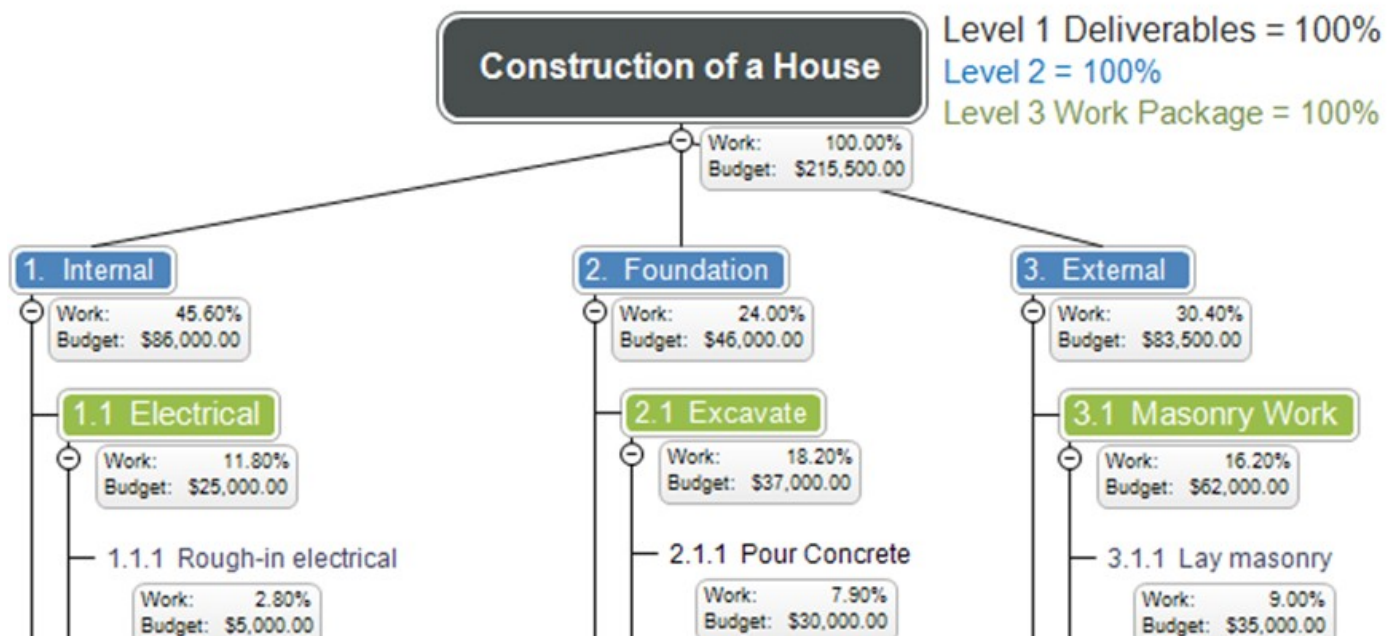 Construction of a House
Level 1 Deliverables = 100%
Level 2 = 100%
Level 3 Work Package = 100%
Work: 100.00%
Budget: $215,500.00
1. Internal
Work: 45.60%
Budget: $86,000.00
2. Foundation
Work: 24.00%
Budget: $46,000.00
3. External
Work: 30.40%
Budget: $83,500.00
1.1 Electrical
Work: 11.80%
Budget: $25,000.00
2.1 Excavate
Work: 18.20%
Budget: $37,000.00
3.1 Masonry Work
Work: 16.20%
Budget: $62,000.00
1.1.1 Rough-in electrical
Work: 2.80%
Budget: $5,000.00
2.1.1 Pour Concrete
Work: 7.90%
Budget: $30,000.00
3.1.1 Lay masonry
Work: 9.00%
Budget: $35,000.00